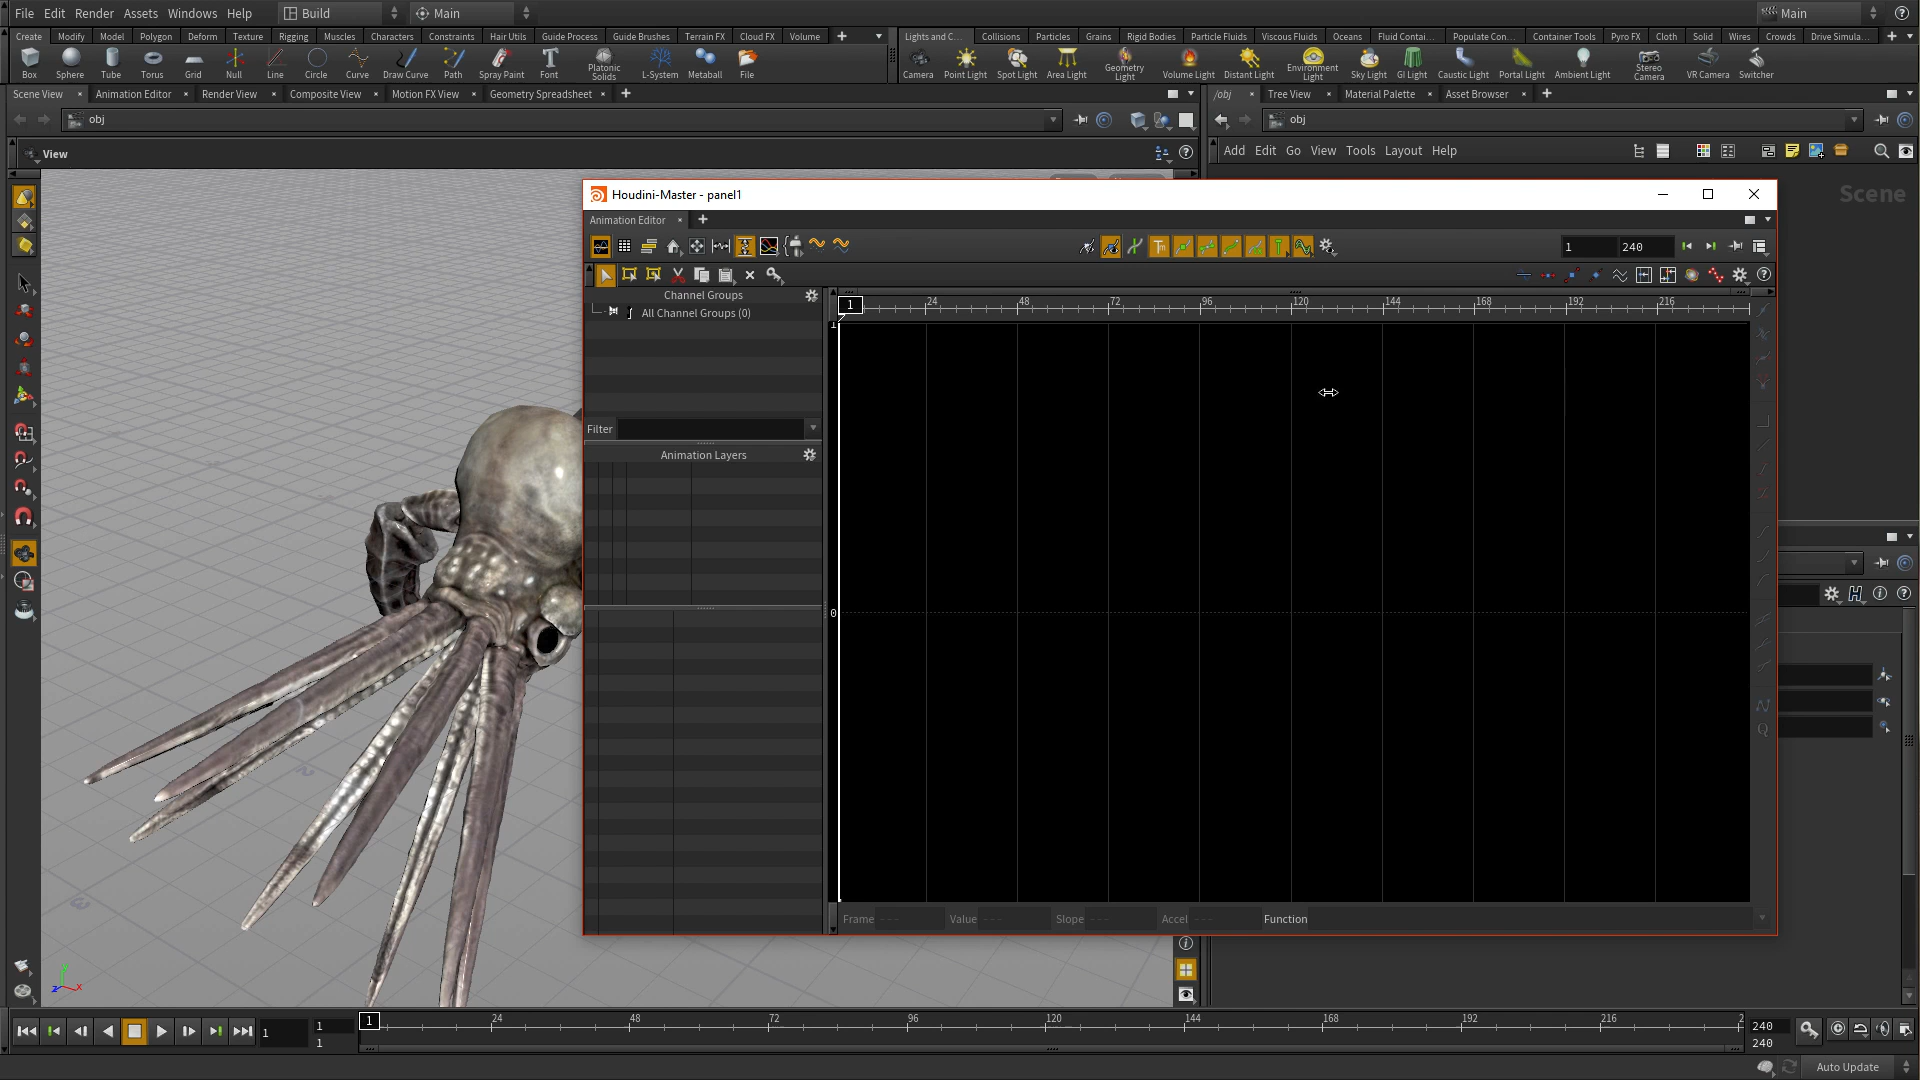 File Edit Render Assets Windows Help Build Main Main
Create Modify Model Polygon Deform Texture Rigging Muscles Characters Constraints Hair Utils Guide Process Guide Brushes Terrain FX Cloud FX Volume
Lights and C... Collisions Particles Grains Rigid Bodies Particle Fluids Viscous Fluids Oceans Fluid Contai... Populate Con... Container Tools Pyro FX Cloth Solid Wires Crowds Drive Simula...
Box Sphere Tube Torus Grid Null Line Circle Curve Draw Curve Path Spray Paint Font Platonic Solids L-System Metaball File
Camera Point Light Spot Light Area Light Geometry Light Volume Light Distant Light Environment Light Sky Light GI Light Caustic Light Portal Light Ambient Light Stereo Camera VR Camera Switcher
Scene View Animation Editor Render View Composite View Motion FX View Geometry Spreadsheet
/obj Tree View Material Palette Asset Browser
obj
obj
View
Add Edit Go View Tools Layout Help
Scene
Houdini-Master - panel1
Animation Editor
1 240
Channel Groups
All Channel Groups (0)
1 24 48 72 96 120 144 168 192 216
1
Filter
Animation Layers
0
Frame --- Value --- Slope --- Accel --- Function
1 1 1
1 24 48 72 96 120 144 168 192 216 2
240
240
Auto Update